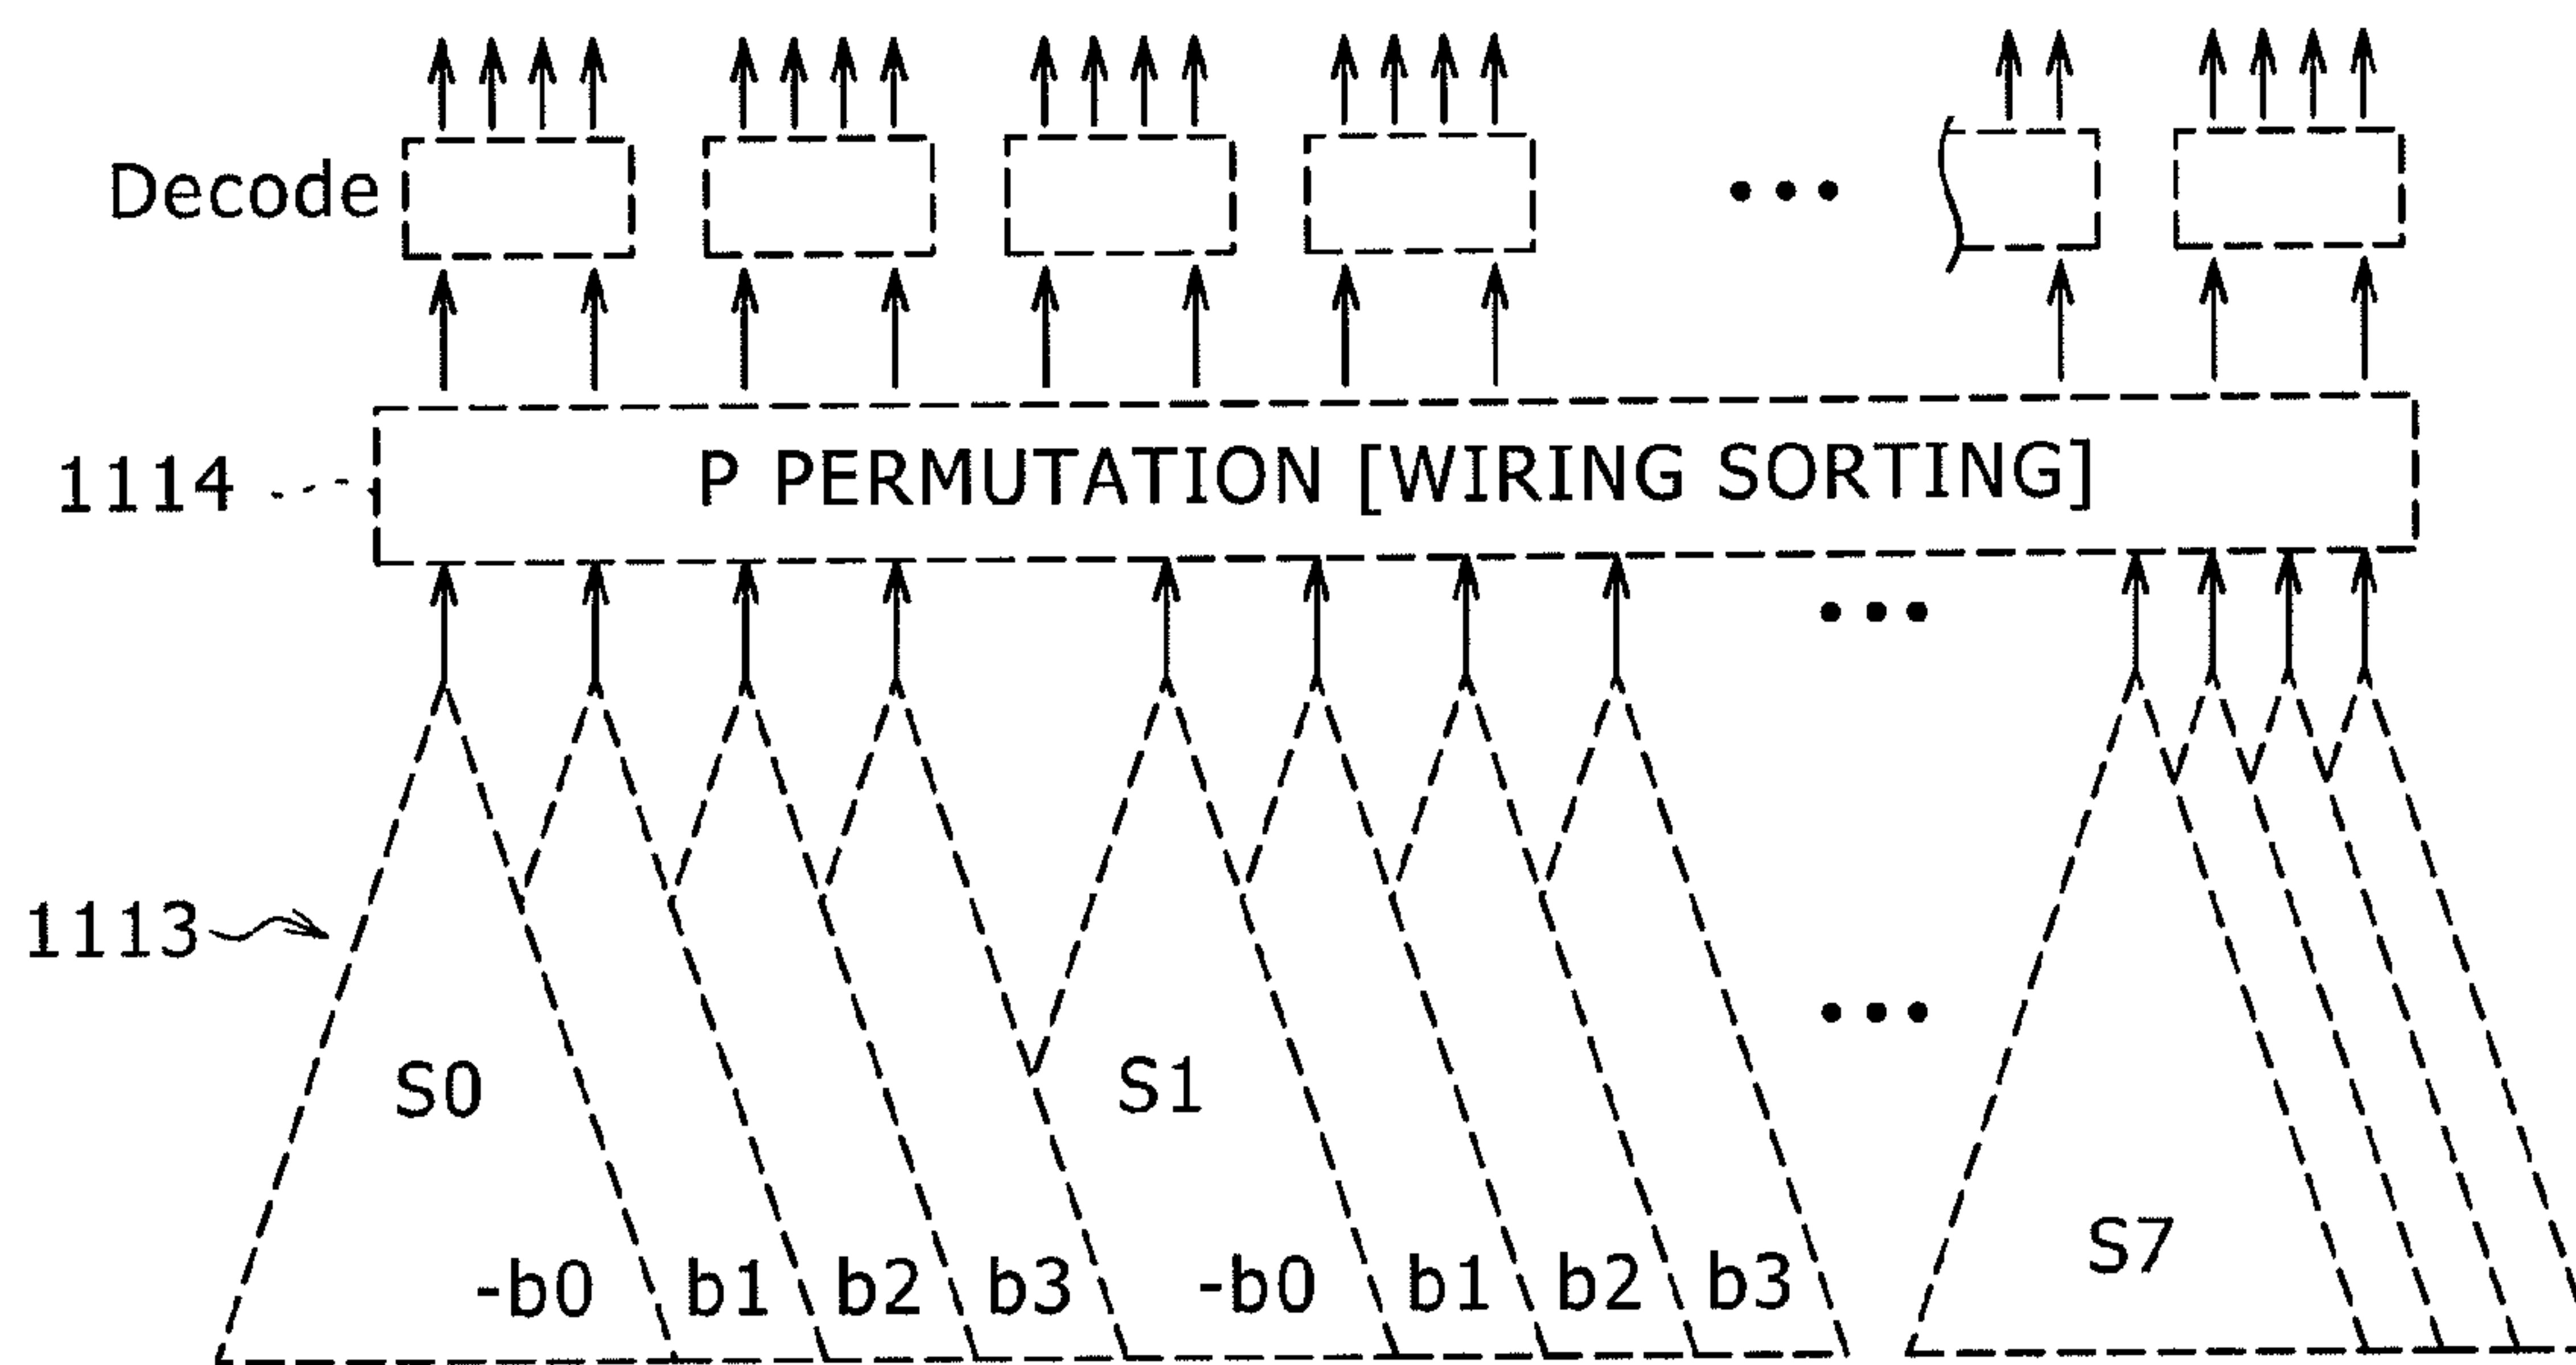 Decode
1114
P PERMUTATION [WIRING SORTING]
1113
S0
S1
S7
-b0 b1 b2 b3 -b0 b1 b2 b3